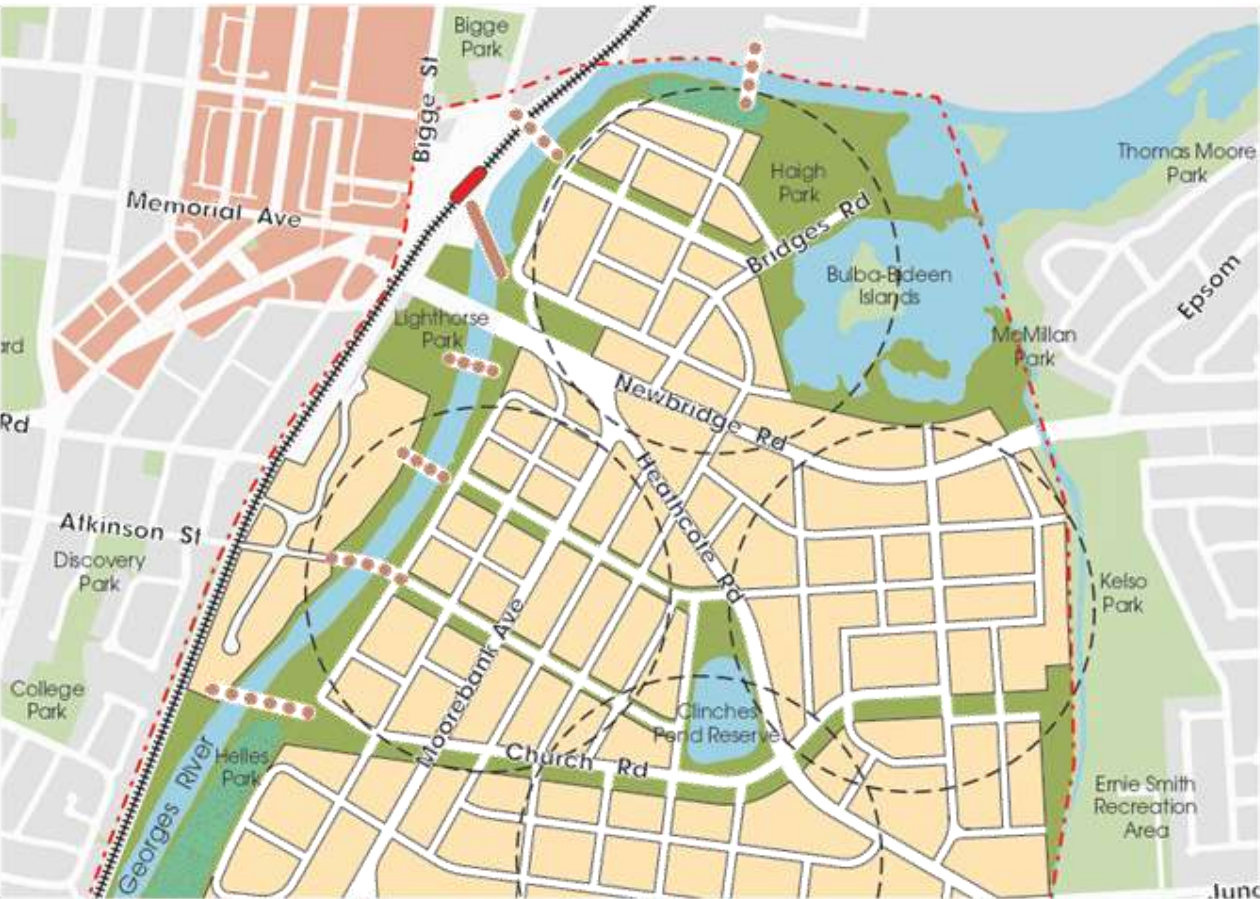 Bigge
Park
Bigge St
Memorial Ave
Haigh
Park
Thomas Moore
Park
Bridges Rd
Bulba-Bideen
Islands
Epsom
Lighthorse
Park
McMillan
Park
ard
Rd
Newbridge Rd
Heathcote Rd
Atkinson St
Discovery
Park
Kelso
Park
College
Park
Moorebank Ave
Clinches
Pond Reserve
Church Rd
Helles
Park
Georges River
Ernie Smith
Recreation
Area
Junc